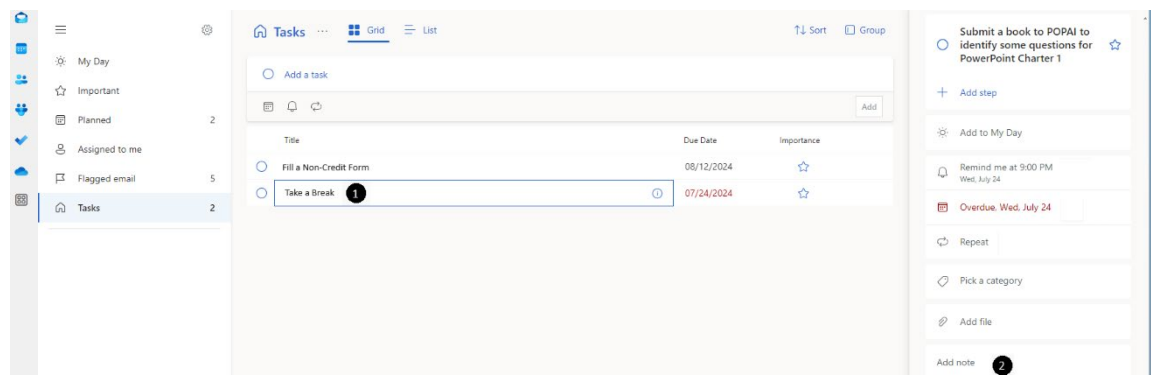 My Day
Important
Planned 2
Assigned to me
Flagged email 5
Tasks 2
Tasks ··· Grid List Sort Group
Add a task
Add
Title Due Date Importance
Fill a Non-Credit Form 08/12/2024
Take a Break 1 07/24/2024
Submit a book to POPAI to
identify some questions for
PowerPoint Charter 1
Add step
Add to My Day
Remind me at 9:00 PM
Wed, July 24
Overdue, Wed, July 24
Repeat
Pick a category
Add file
Add note 2